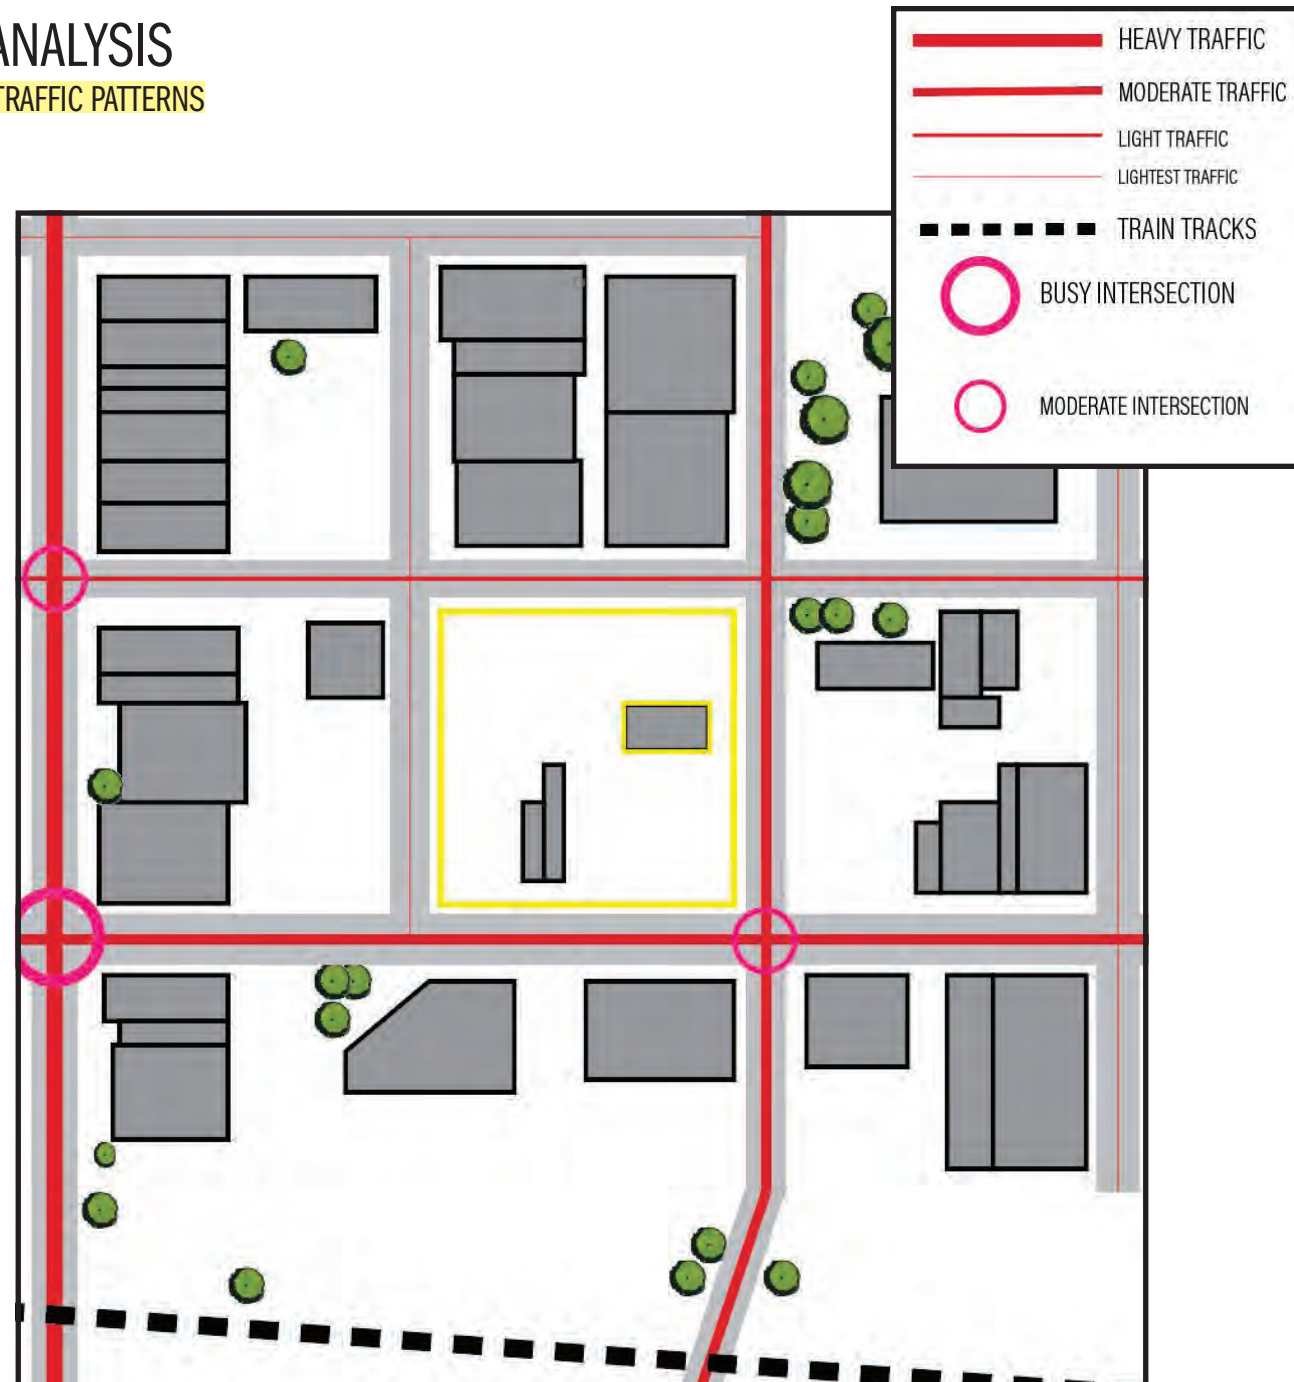 ANALYSIS
TRAFFIC PATTERNS
HEAVY TRAFFIC
MODERATE TRAFFIC
LIGHT TRAFFIC
LIGHTEST TRAFFIC
TRAIN TRACKS
BUSY INTERSECTION
MODERATE INTERSECTION